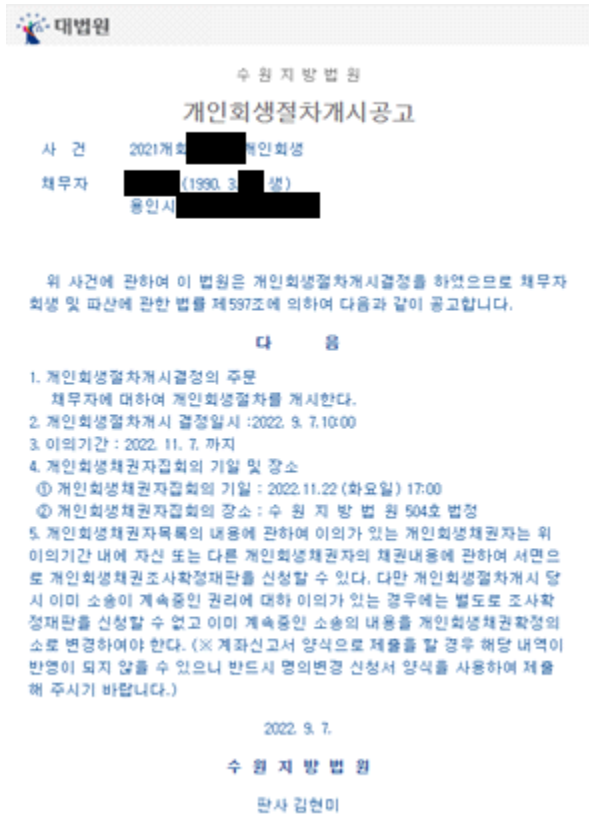 대법원
수 원 지 방 법 원
개인회생절차개시공고
사 건 2021개회 개인회생
채무자 (1990. 3. 생)
용인시
위 사건에 관하여 이 법원은 개인회생절차개시결정을 하였으므로 채무자
회생 및 파산에 관한 법률 제597조에 의하여 다음과 같이 공고합니다.
다 음
1. 개인회생절차개시결정의 주문
채무자에 대하여 개인회생절차를 개시한다.
2. 개인회생절차개시 결정일시 :2022. 9. 7.10:00
3. 이의기간 : 2022. 11. 7. 까지
4. 개인회생채권자집회의 기일 및 장소
① 개인회생채권자집회의 기일 : 2022.11.22 (화요일) 17:00
② 개인회생채권자집회의 장소 : 수 원 지 방 법 원 504호 법정
5. 개인회생채권자목록의 내용에 관하여 이의가 있는 개인회생채권자는 위
이의기간 내에 자신 또는 다른 개인회생채권자의 채권내용에 관하여 서면으
로 개인회생채권조사확정재판을 신청할 수 있다. 다만 개인회생절차개시 당
시 이미 소송이 계속중인 권리에 대하 이의가 있는 경우에는 별도로 조사확
정재판을 신청할 수 없고 이미 계속중인 소송의 내용을 개인회생채권확정의
소로 변경하여야 한다. (※ 계좌신고서 양식으로 제출을 할 경우 해당 내역이
반영이 되지 않을 수 있으니 반드시 명의변경 신청서 양식을 사용하여 제출
해 주시기 바랍니다.)
2022. 9. 7.
수 원 지 방 법 원
판사 김현미